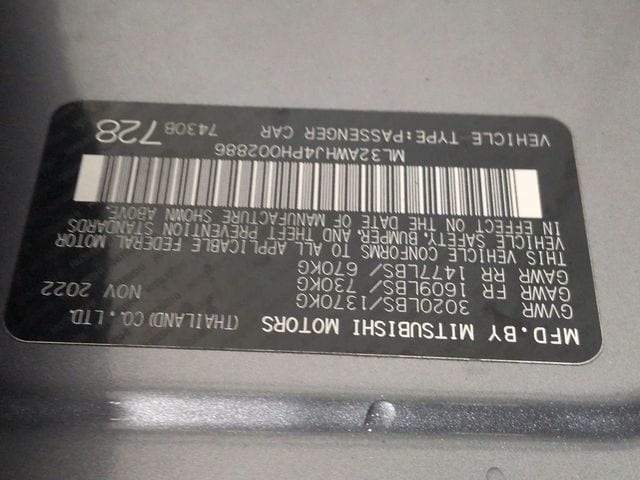 MFD.BY MITSUBISHI MOTORS
(THAILAND) CO.,LTD.
GVWR 3020LBS/1370KG NOV 2022
GAWR FR 1609LBS/ 730KG
GAWR RR 1477LBS/ 670KG
THIS VEHICLE CONFORMS TO ALL APPLICABLE FEDERAL MOTOR
VEHICLE SAFETY, BUMPER, AND THEFT PREVENTION STANDARDS
IN EFFECT ON THE DATE OF MANUFACTURE SHOWN ABOVE.
ML32AWHJ4PH002886
VEHICLE TYPE:PASSENGER CAR 7430B 728